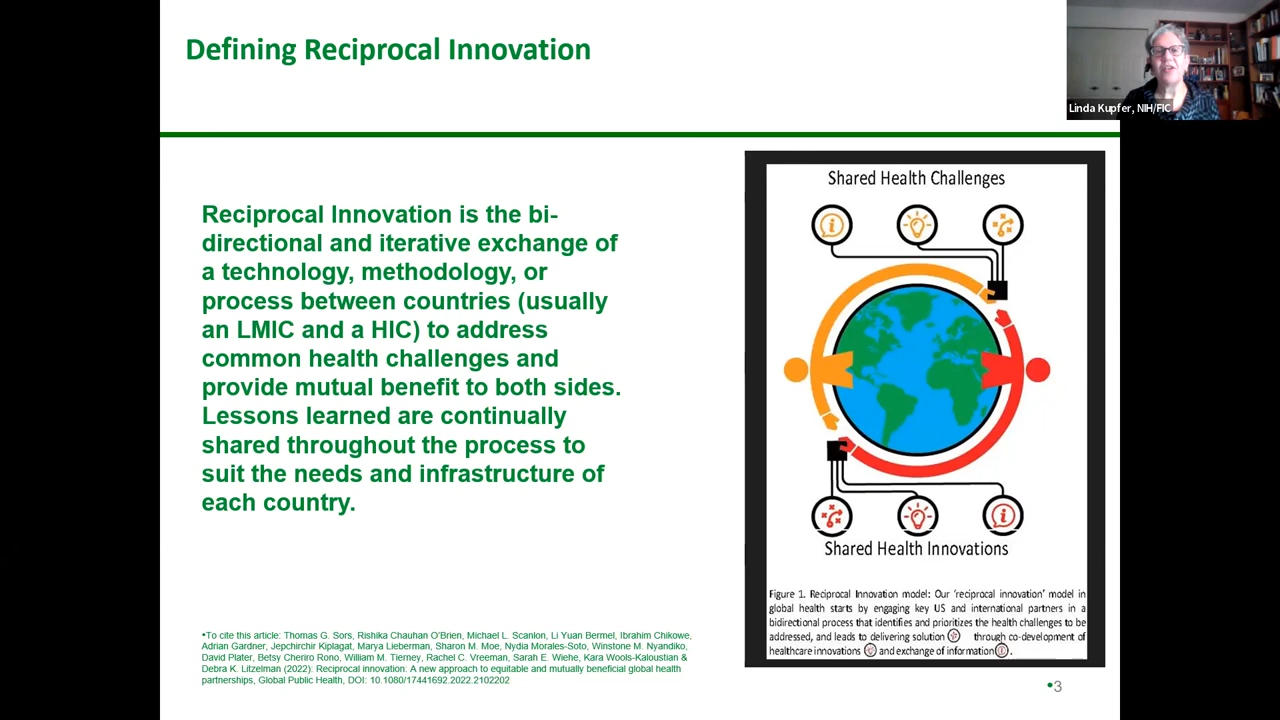 Defining Reciprocal Innovation
Linda Kupfer, NIH/FIC
Reciprocal Innovation is the bi-
directional and iterative exchange of
a technology, methodology, or
process between countries (usually
an LMIC and a HIC) to address
common health challenges and
provide mutual benefit to both sides.
Lessons learned are continually
shared throughout the process to
suit the needs and infrastructure of
each country.
Shared Health Challenges
Shared Health Innovations
Figure 1. Reciprocal Innovation model: Our 'reciprocal innovation' model in
global health starts by engaging key US and international partners in a
bidirectional process that identifies and prioritizes the health challenges to be
addressed, and leads to delivering solution through co-development of
healthcare innovations and exchange of information .
•To cite this article: Thomas G. Sors, Rishika Chauhan O'Brien, Michael L. Scanlon, Li Yuan Bermel, Ibrahim Chikowe,
Adrian Gardner, Jepchirchir Kiplagat, Marya Lieberman, Sharon M. Moe, Nydia Morales-Soto, Winstone M. Nyandiko,
David Plater, Betsy Cheriro Rono, William M. Tierney, Rachel C. Vreeman, Sarah E. Wiehe, Kara Wools-Kaloustian &
Debra K. Litzelman (2022): Reciprocal innovation: A new approach to equitable and mutually beneficial global health
partnerships, Global Public Health, DOI: 10.1080/17441692.2022.2102202
•3